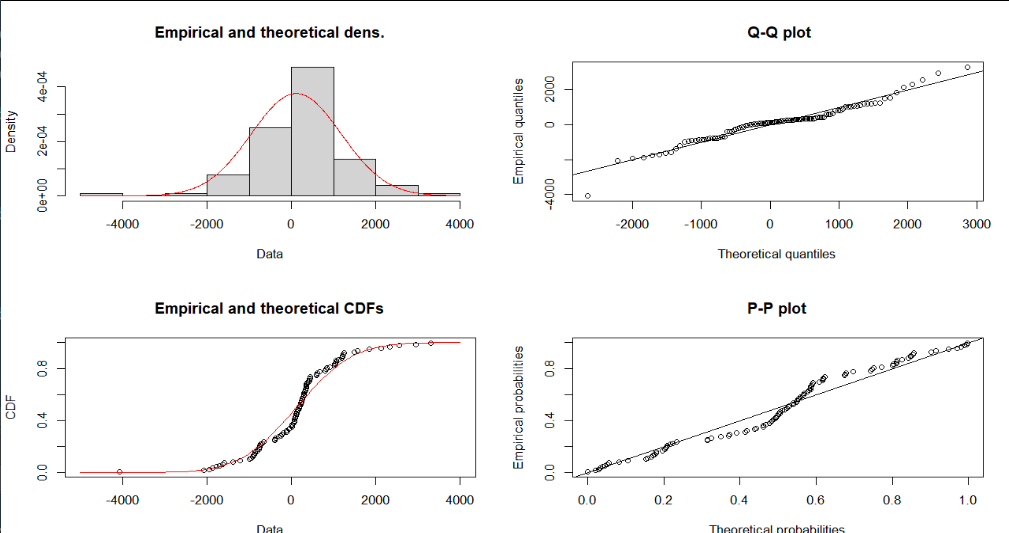 Empirical and theoretical dens.
Density
0e+00 2e-04 4e-04
-4000 -2000 0 2000 4000
Data
Q-Q plot
Empirical quantiles
-4000 0 2000
-2000 -1000 0 1000 2000 3000
Theoretical quantiles
Empirical and theoretical CDFs
CDF
0.0 0.4 0.8
-4000 -2000 0 2000 4000
Data
P-P plot
Empirical probabilities
0.0 0.4 0.8
0.0 0.2 0.4 0.6 0.8 1.0
Theoretical probabilities